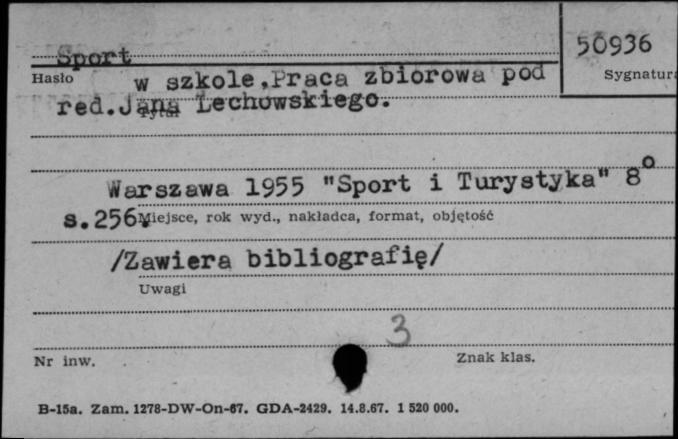 Sport
50936
Hasło
Sygnatura
w szkole.Praca zbiorowa pod
red.Jana Lechowskiego.
Tytuł
Warszawa 1955 "Sport i Turystyka" 8º
s.256.
Miejsce, rok wyd., nakładca, format, objętość
/Zawiera bibliografię/
Uwagi
3
Nr inw.
Znak klas.
B-15a. Zam. 1278-DW-On-67. GDA-2429. 14.8.67. 1 520 000.